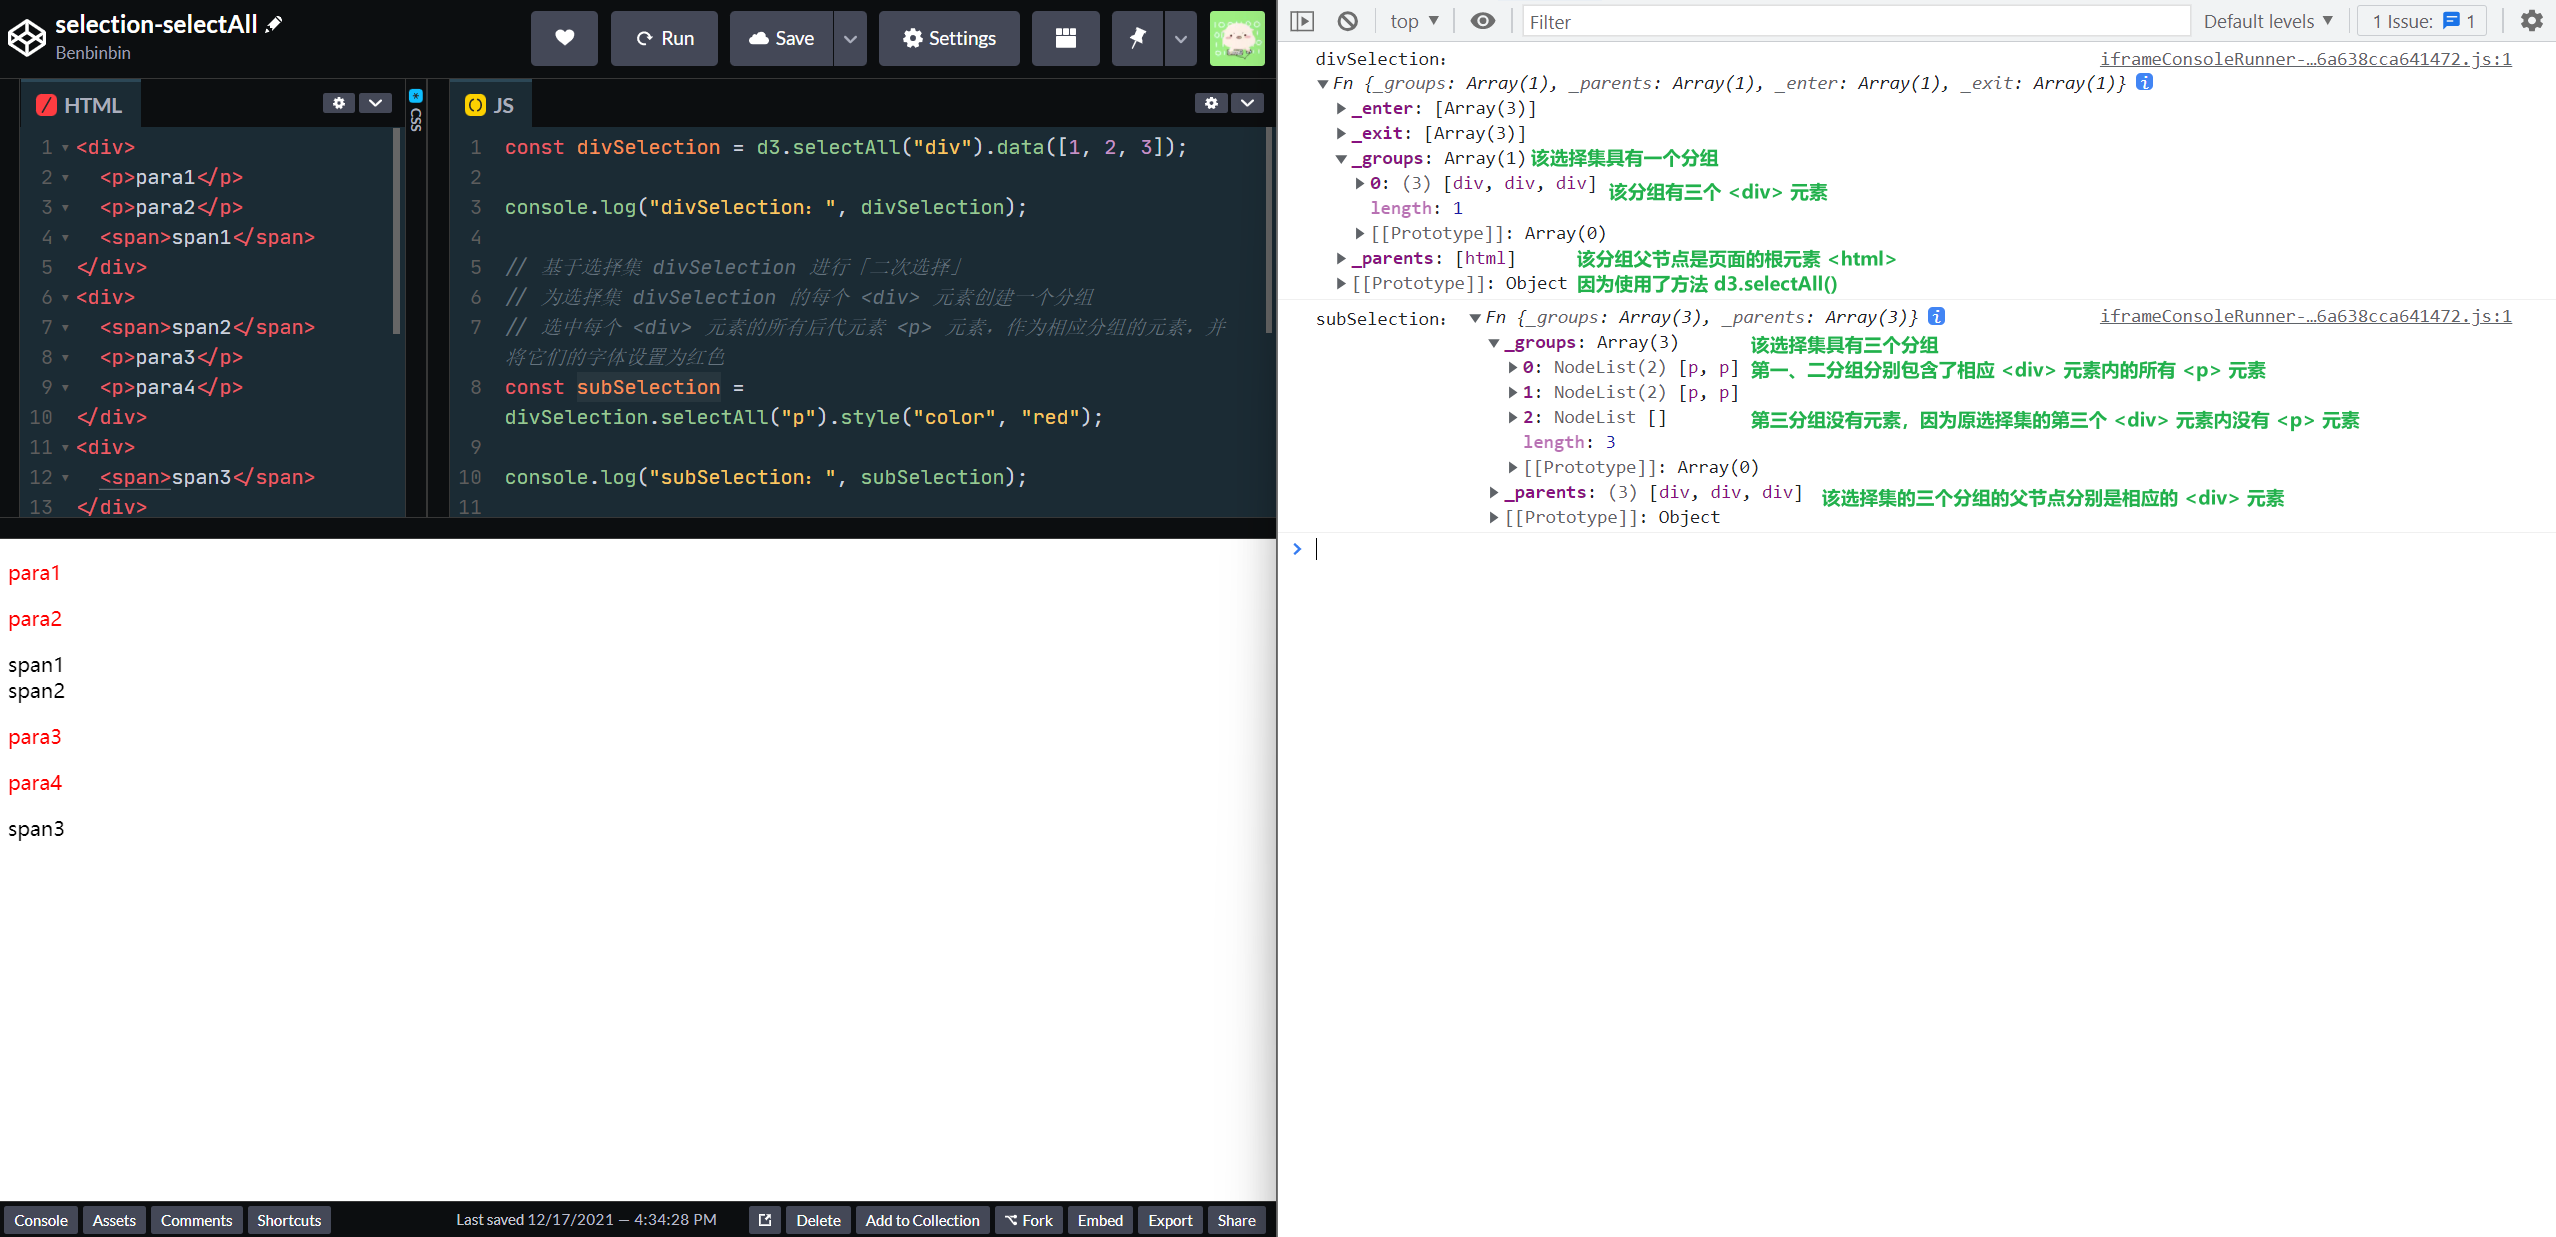 selection-selectAll
Benbinbin
Run
Save
Settings
HTML
CSS
JS
1 <div>
2 <p>para1</p>
3 <p>para2</p>
4 <span>span1</span>
5 </div>
6 <div>
7 <span>span2</span>
8 <p>para3</p>
9 <p>para4</p>
10 </div>
11 <div>
12 <span>span3</span>
13 </div>
1 const divSelection = d3.selectAll("div").data([1, 2, 3]);
2
3 console.log("divSelection：", divSelection);
4
5 // 基于选择集 divSelection 进行「二次选择」
6 // 为选择集 divSelection 的每个 <div> 元素创建一个分组
7 // 选中每个 <div> 元素的所有后代元素 <p> 元素，作为相应分组的元素，并
将它们的字体设置为红色
8 const subSelection =
divSelection.selectAll("p").style("color", "red");
9
10 console.log("subSelection：", subSelection);
11
para1
para2
span1
span2
para3
para4
span3
Console Assets Comments Shortcuts Last saved 12/17/2021 — 4:34:28 PM Delete Add to Collection Fork Embed Export Share
top Filter Default levels 1 Issue: 1
divSelection： iframeConsoleRunner-…6a638cca641472.js:1
Fn {_groups: Array(1), _parents: Array(1), _enter: Array(1), _exit: Array(1)}
_enter: [Array(3)]
_exit: [Array(3)]
_groups: Array(1) 该选择集具有一个分组
0: (3) [div, div, div] 该分组有三个 <div> 元素
length: 1
[[Prototype]]: Array(0)
_parents: [html] 该分组父节点是页面的根元素 <html>
[[Prototype]]: Object 因为使用了方法 d3.selectAll()
subSelection： Fn {_groups: Array(3), _parents: Array(3)} iframeConsoleRunner-…6a638cca641472.js:1
_groups: Array(3) 该选择集具有三个分组
0: NodeList(2) [p, p] 第一、二分组分别包含了相应 <div> 元素内的所有 <p> 元素
1: NodeList(2) [p, p]
2: NodeList [] 第三分组没有元素，因为原选择集的第三个 <div> 元素内没有 <p> 元素
length: 3
[[Prototype]]: Array(0)
_parents: (3) [div, div, div] 该选择集的三个分组的父节点分别是相应的 <div> 元素
[[Prototype]]: Object